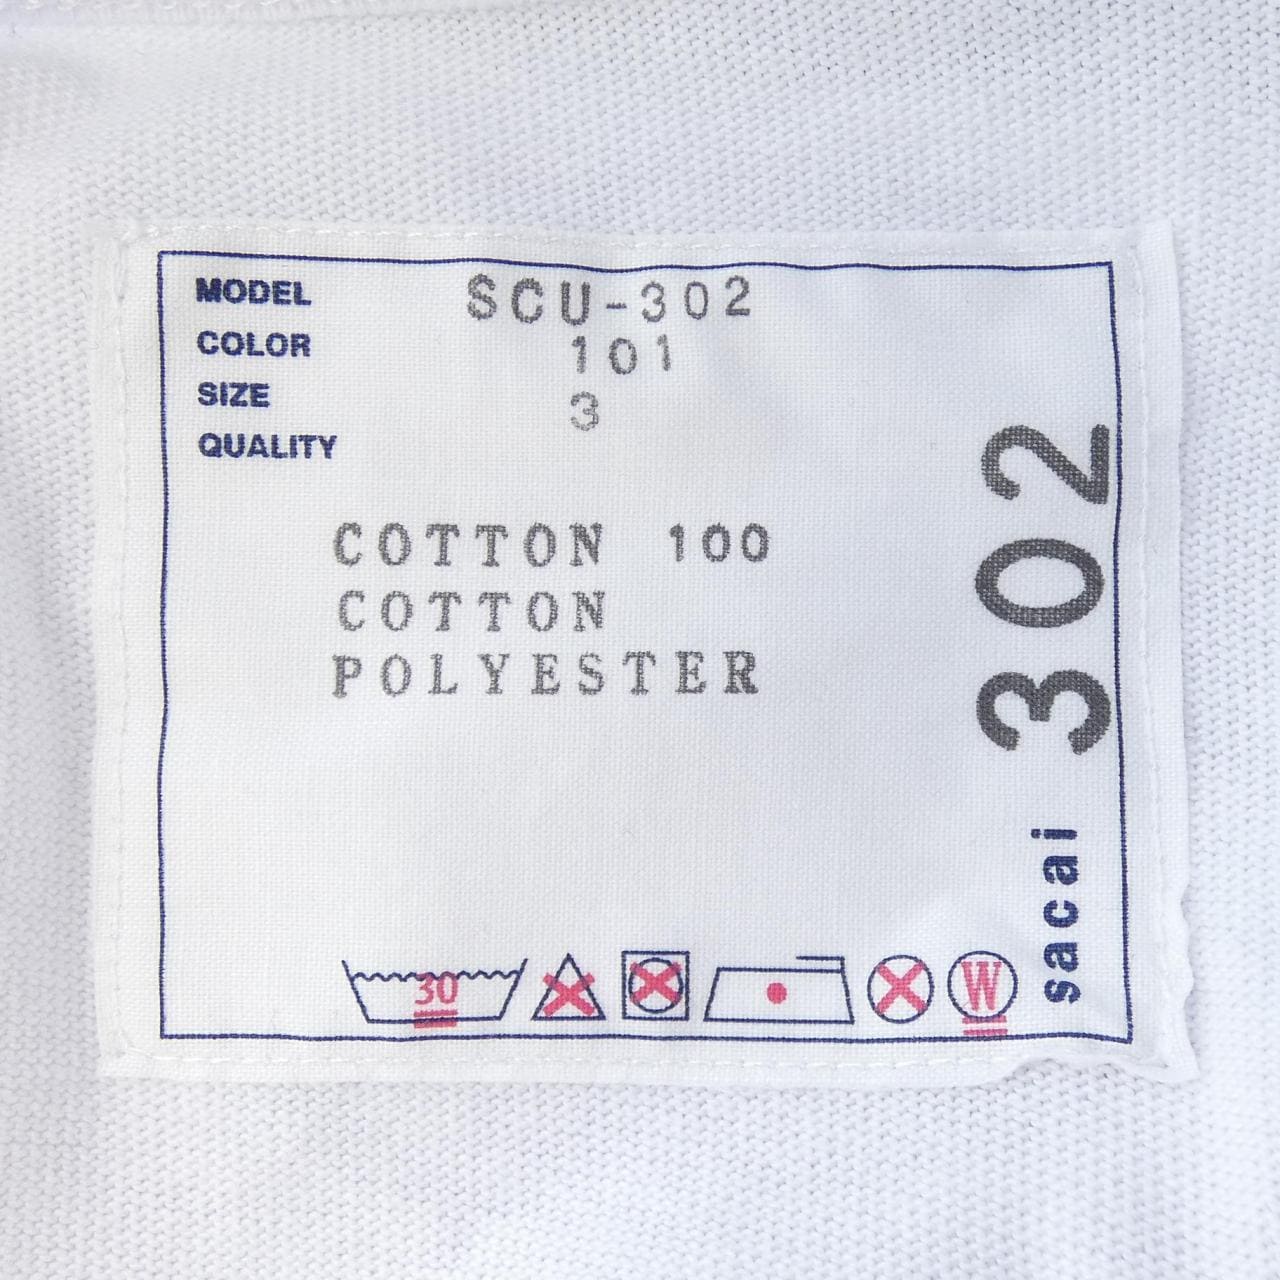 MODEL SCU-302
COLOR 101
SIZE 3
QUALITY
COTTON 100
COTTON
POLYESTER
302
sacai
30
W